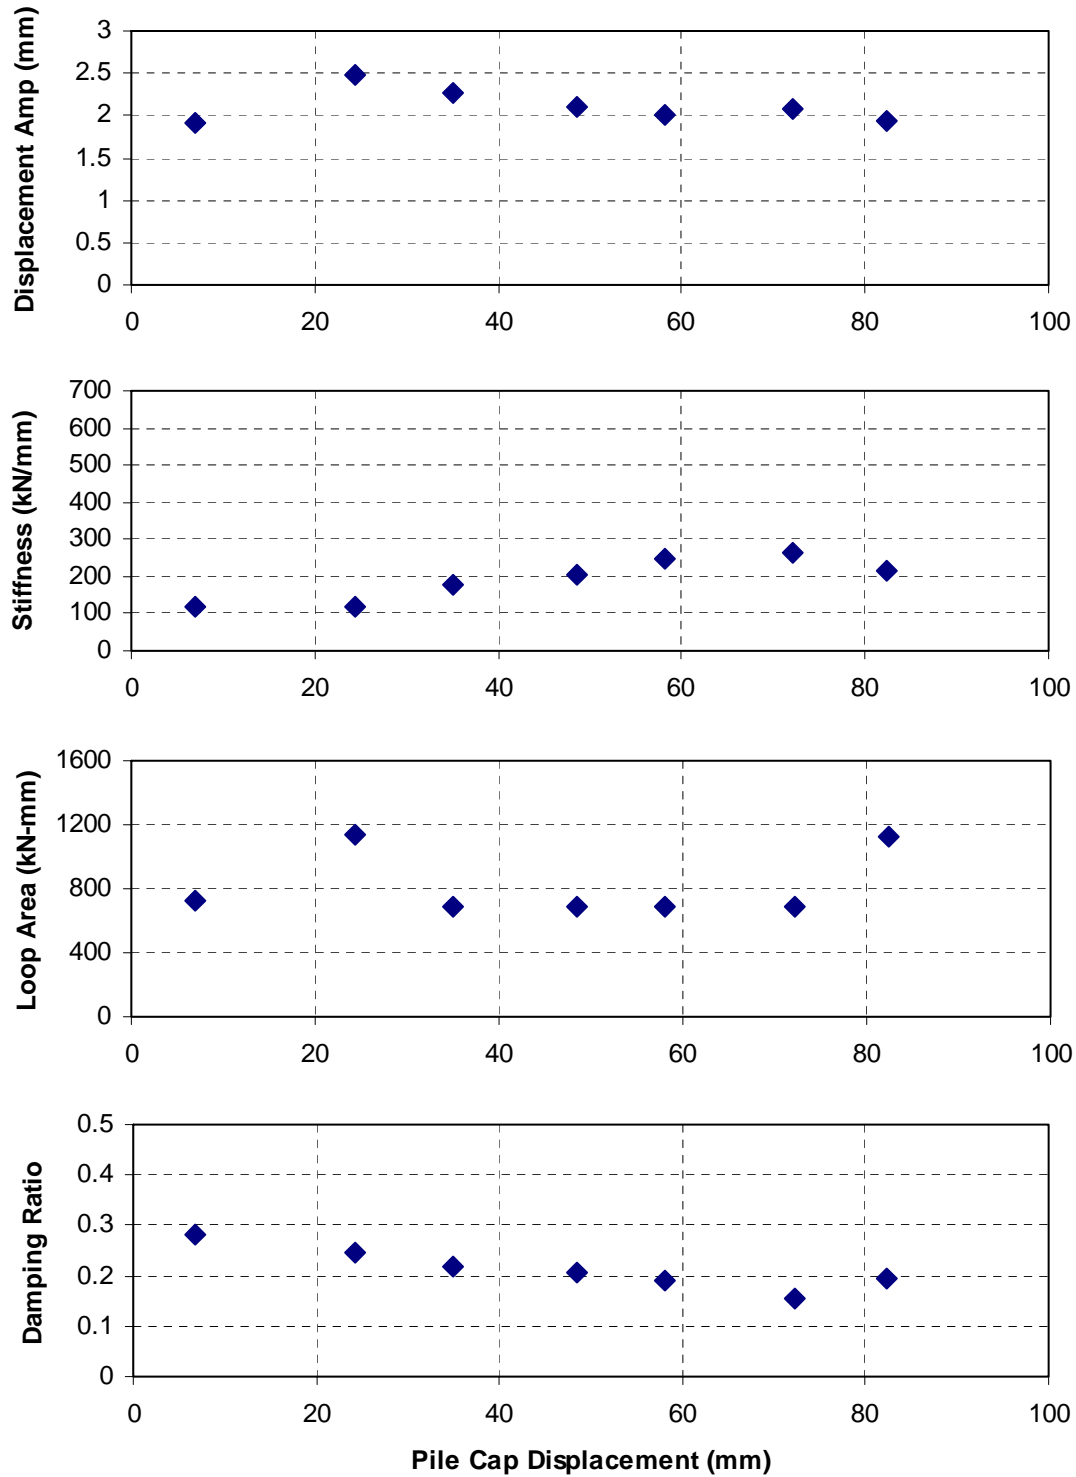 Displacement Amp (mm)
3
2.5
2
1.5
1
0.5
0
0 20 40 60 80 100
Stiffness (kN/mm)
700
600
500
400
300
200
100
0
0 20 40 60 80 100
Loop Area (kN-mm)
1600
1200
800
400
0
0 20 40 60 80 100
Damping Ratio
0.5
0.4
0.3
0.2
0.1
0
0 20 40 60 80 100
Pile Cap Displacement (mm)